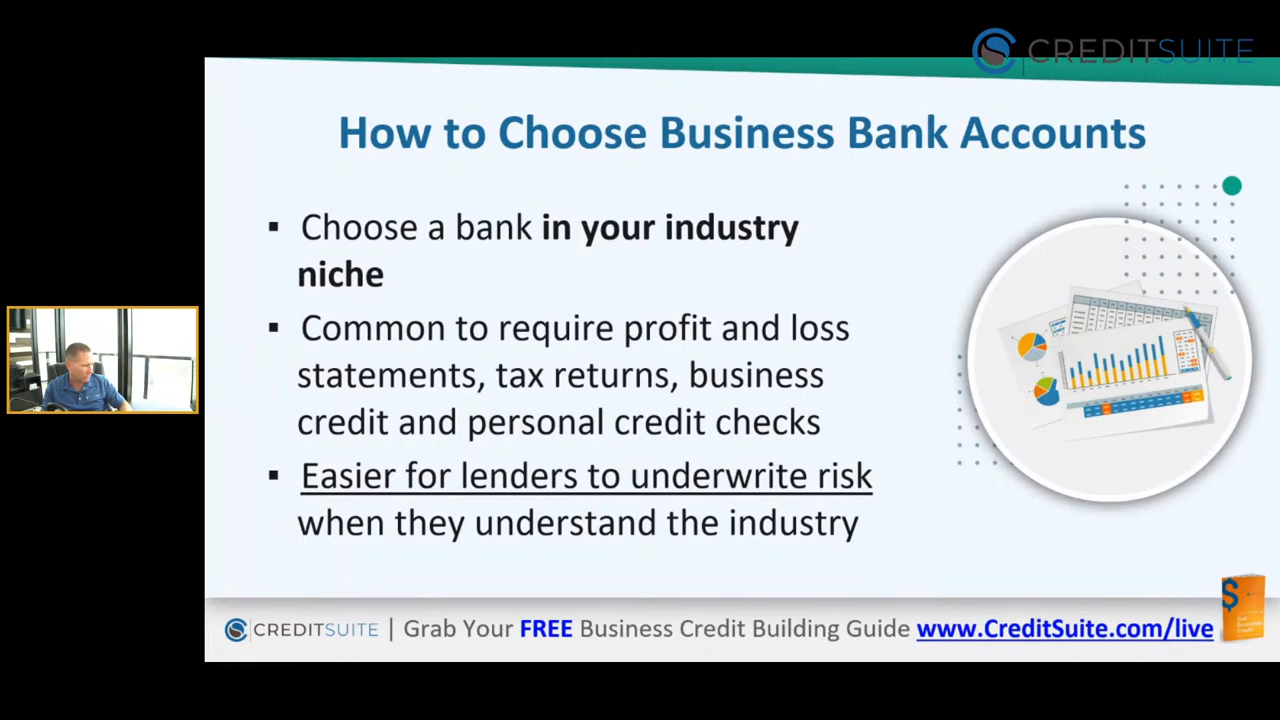 CREDITSUITE
How to Choose Business Bank Accounts
▪ Choose a bank in your industry
niche
▪ Common to require profit and loss
statements, tax returns, business
credit and personal credit checks
▪ Easier for lenders to underwrite risk
when they understand the industry
CREDITSUITE | Grab Your FREE Business Credit Building Guide www.CreditSuite.com/live